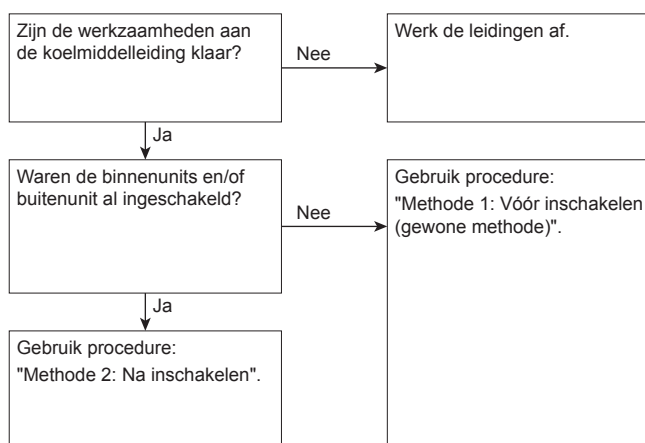 Zijn de werkzaamheden aan
de koelmiddelleiding klaar?
Nee
Werk de leidingen af.
Ja
Waren de binnenunits en/of
buitenunit al ingeschakeld?
Nee
Gebruik procedure:
"Methode 1: Vóór inschakelen
(gewone methode)".
Ja
Gebruik procedure:
"Methode 2: Na inschakelen".